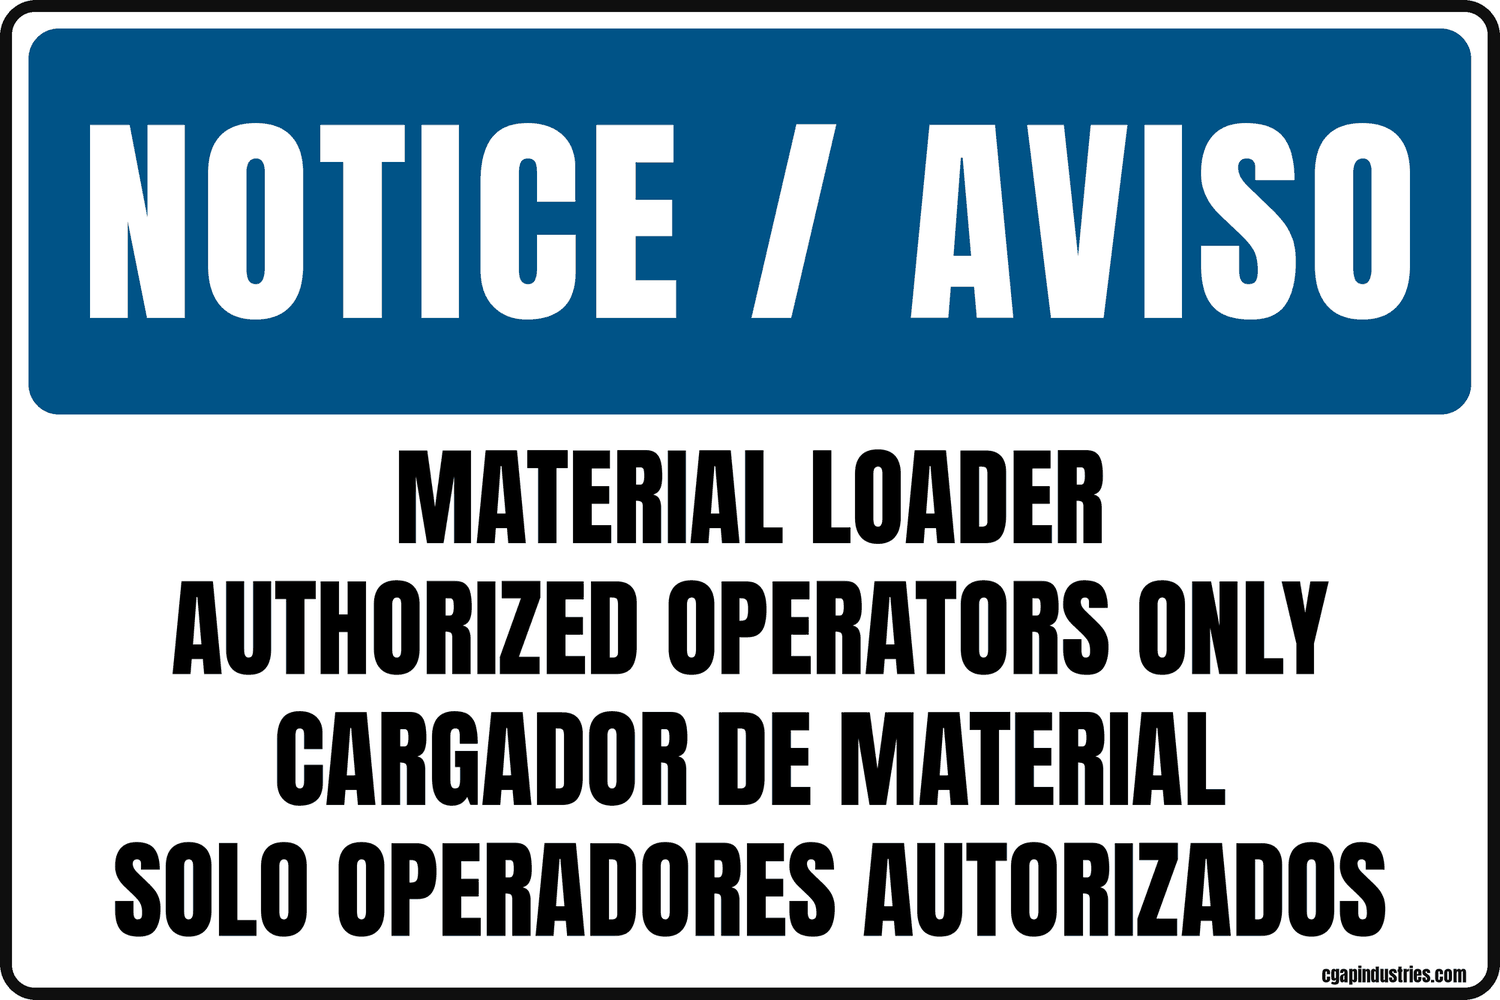 NOTICE / AVISO
MATERIAL LOADER
AUTHORIZED OPERATORS ONLY
CARGADOR DE MATERIAL
SOLO OPERADORES AUTORIZADOS
cgapindustries.com